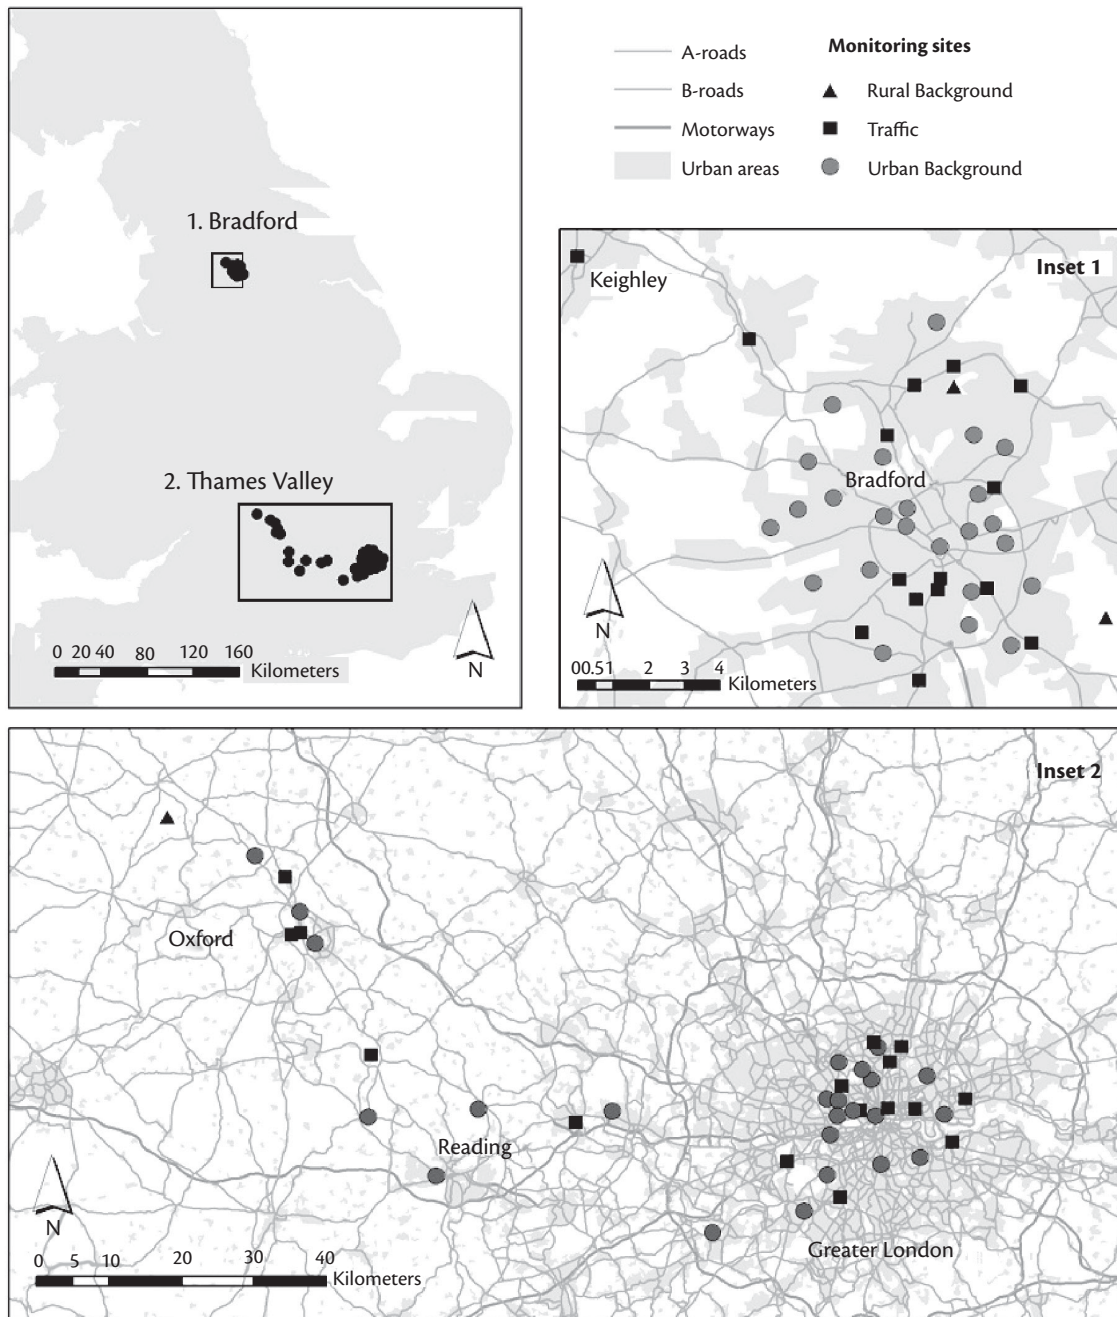 1. Bradford
2. Thames Valley
0 20 40 80 120 160
Kilometers
N
A-roads
B-roads
Motorways
Urban areas
Monitoring sites
Rural Background
Traffic
Urban Background
Inset 1
Keighley
Bradford
N
00.51 2 3 4
Kilometers
Inset 2
Oxford
Reading
Greater London
N
0 5 10 20 30 40
Kilometers